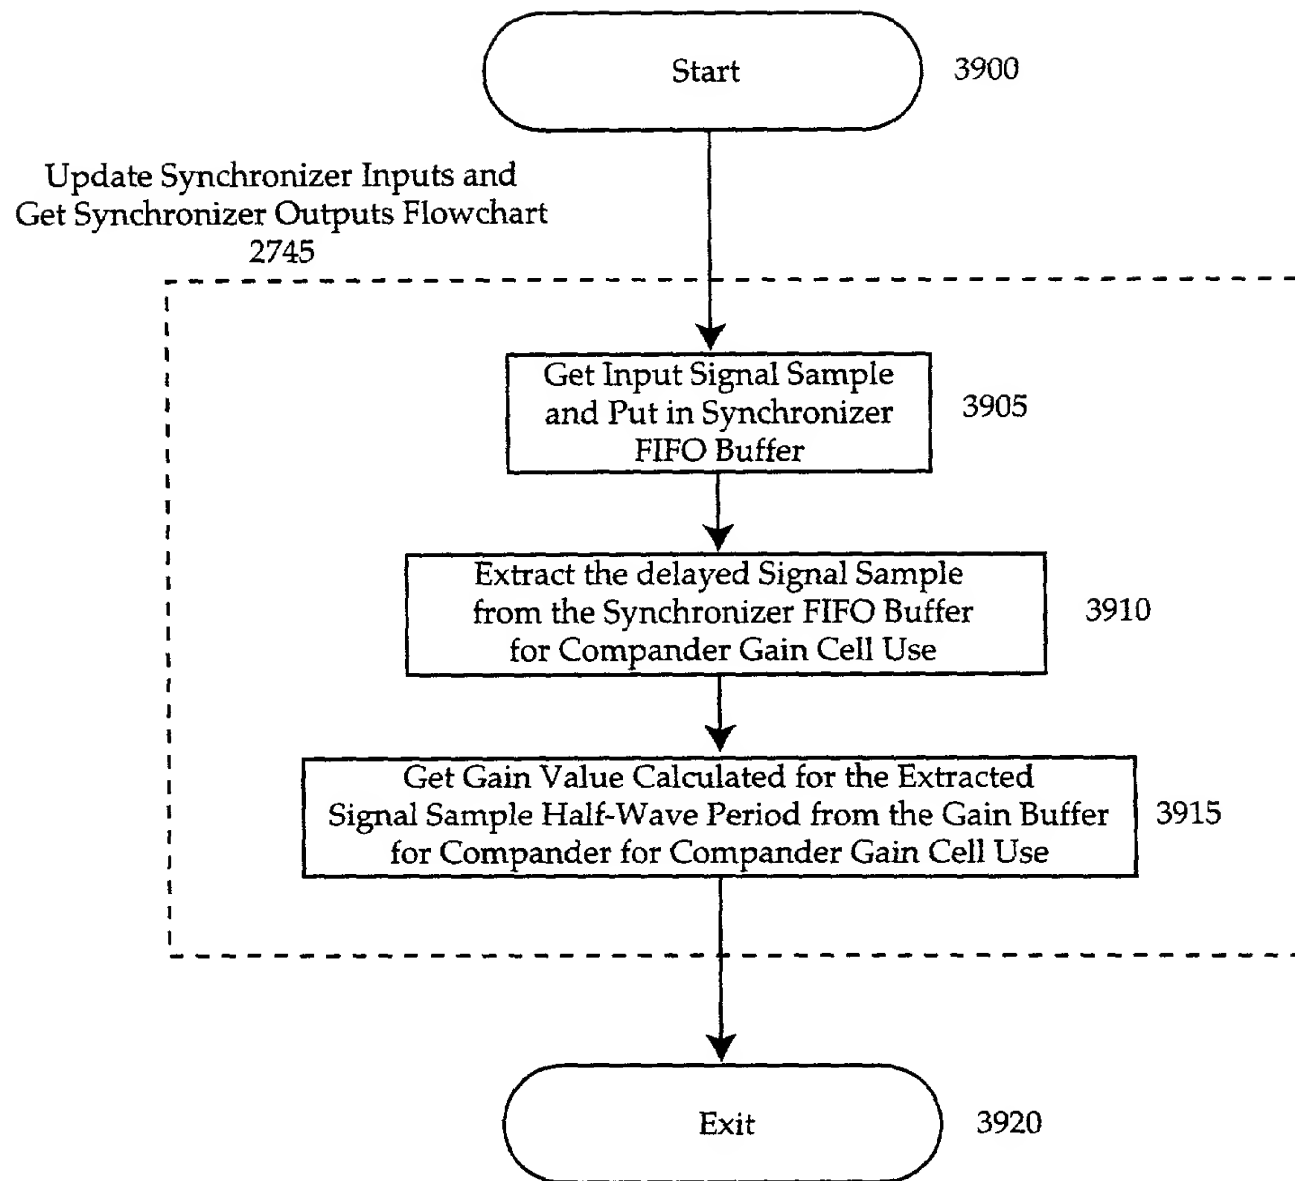 Start
3900
Update Synchronizer Inputs and
Get Synchronizer Outputs Flowchart
2745
Get Input Signal Sample
and Put in Synchronizer
FIFO Buffer
3905
Extract the delayed Signal Sample
from the Synchronizer FIFO Buffer
for Compander Gain Cell Use
3910
Get Gain Value Calculated for the Extracted
Signal Sample Half-Wave Period from the Gain Buffer
for Compander for Compander Gain Cell Use
3915
Exit
3920